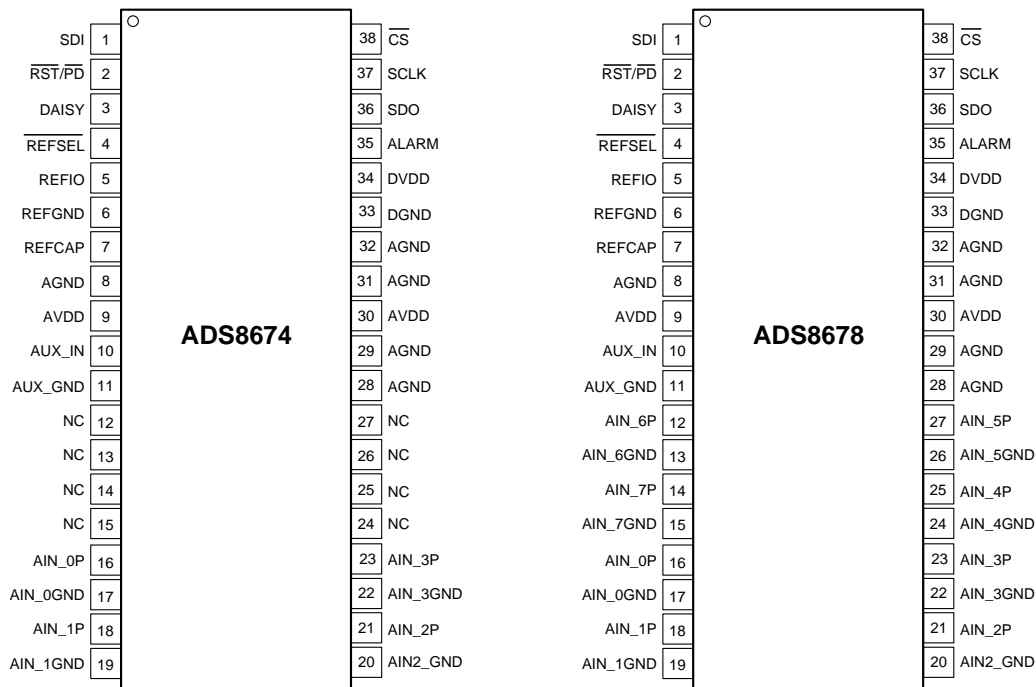 SDI 1 38 CS SDI 1 38 CS
RST/PD 2 37 SCLK RST/PD 2 37 SCLK
DAISY 3 36 SDO DAISY 3 36 SDO
REFSEL 4 35 ALARM REFSEL 4 35 ALARM
REFIO 5 34 DVDD REFIO 5 34 DVDD
REFGND 6 33 DGND REFGND 6 33 DGND
REFCAP 7 32 AGND REFCAP 7 32 AGND
AGND 8 31 AGND AGND 8 31 AGND
AVDD 9 30 AVDD AVDD 9 30 AVDD
ADS8674 ADS8678
AUX_IN 10 29 AGND AUX_IN 10 29 AGND
AUX_GND 11 28 AGND AUX_GND 11 28 AGND
NC 12 27 NC AIN_6P 12 27 AIN_5P
NC 13 26 NC AIN_6GND 13 26 AIN_5GND
NC 14 25 NC AIN_7P 14 25 AIN_4P
NC 15 24 NC AIN_7GND 15 24 AIN_4GND
AIN_0P 16 23 AIN_3P AIN_0P 16 23 AIN_3P
AIN_0GND 17 22 AIN_3GND AIN_0GND 17 22 AIN_3GND
AIN_1P 18 21 AIN_2P AIN_1P 18 21 AIN_2P
AIN_1GND 19 20 AIN2_GND AIN_1GND 19 20 AIN2_GND